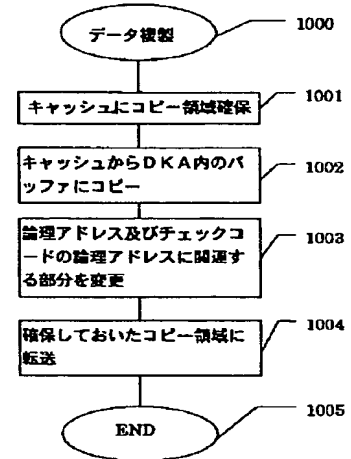 データ複製
1000
キャッシュにコピー領域確保
1001
キャッシュからDKA内のバ
ッファにコピー
1002
論理アドレス及びチェックコ
ードの論理アドレスに関連す
る部分を変更
1003
確保しておいたコピー領域に
転送
1004
END
1005